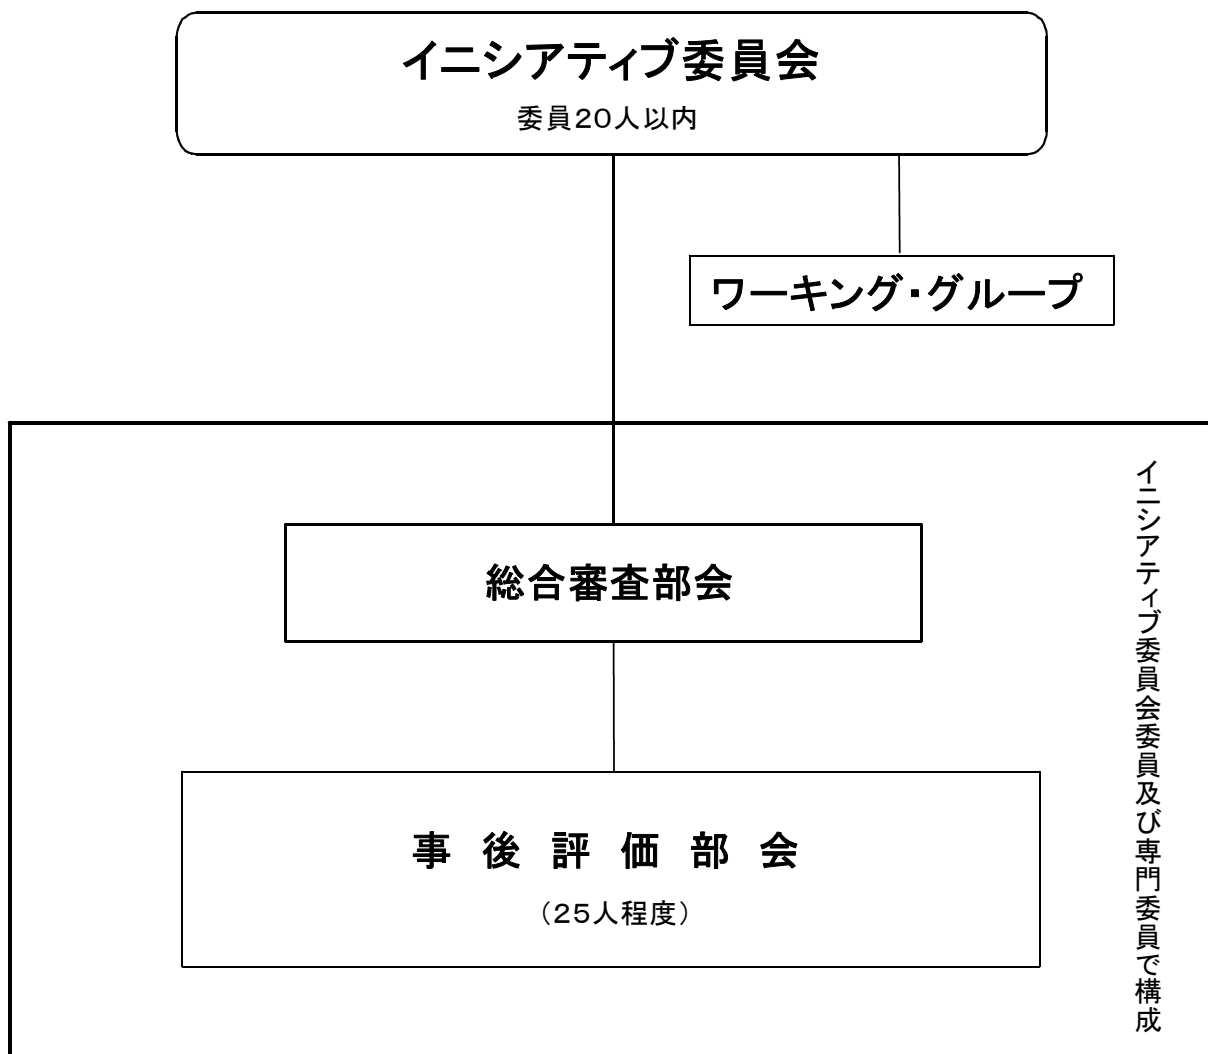 イニシアティブ委員会
委員20人以内
ワーキング・グループ
総合審査部会
事後評価部会
（25人程度）
イニシアティブ委員会委員及び専門委員で構成